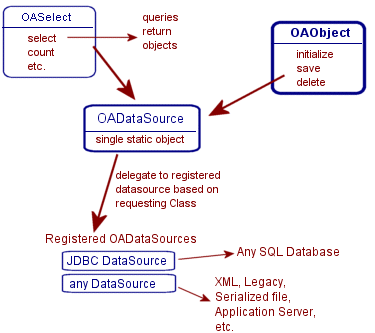 OASelect
select
count
etc.
queries
return
objects
OAObject
initialize
save
delete
OADataSource
single static object
delegate to registered
datasource based on
requesting Class
Registered OADataSources
JDBC DataSource
Any SQL Database
any DataSource
XML, Legacy,
Serialized file,
Application Server,
etc.